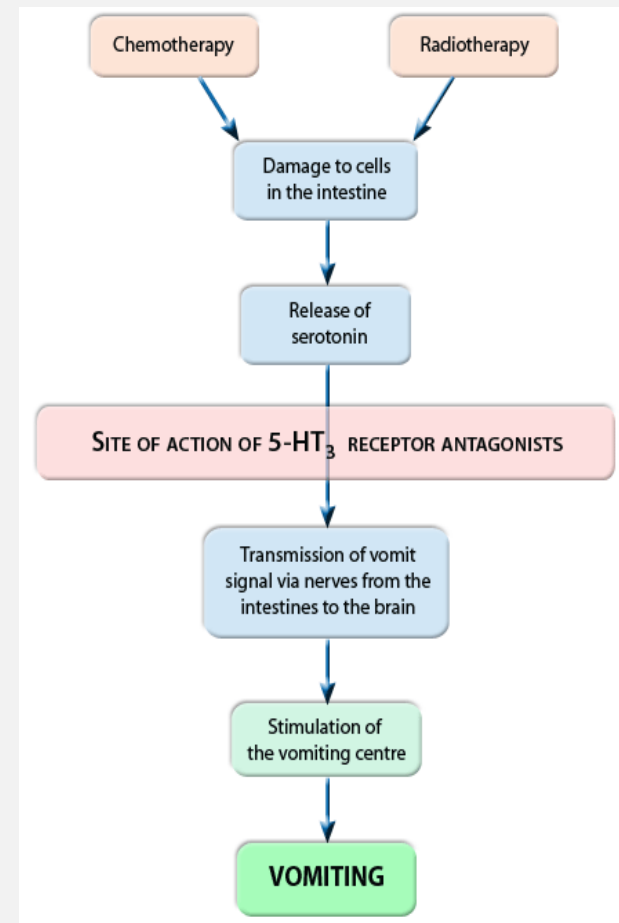 Chemotherapy
Radiotherapy
Damage to cells
in the intestine
Release of
serotonin
SITE OF ACTION OF 5-HT3 RECEPTOR ANTAGONISTS
Transmission of vomit
signal via nerves from the
intestines to the brain
Stimulation of
the vomiting centre
VOMITING